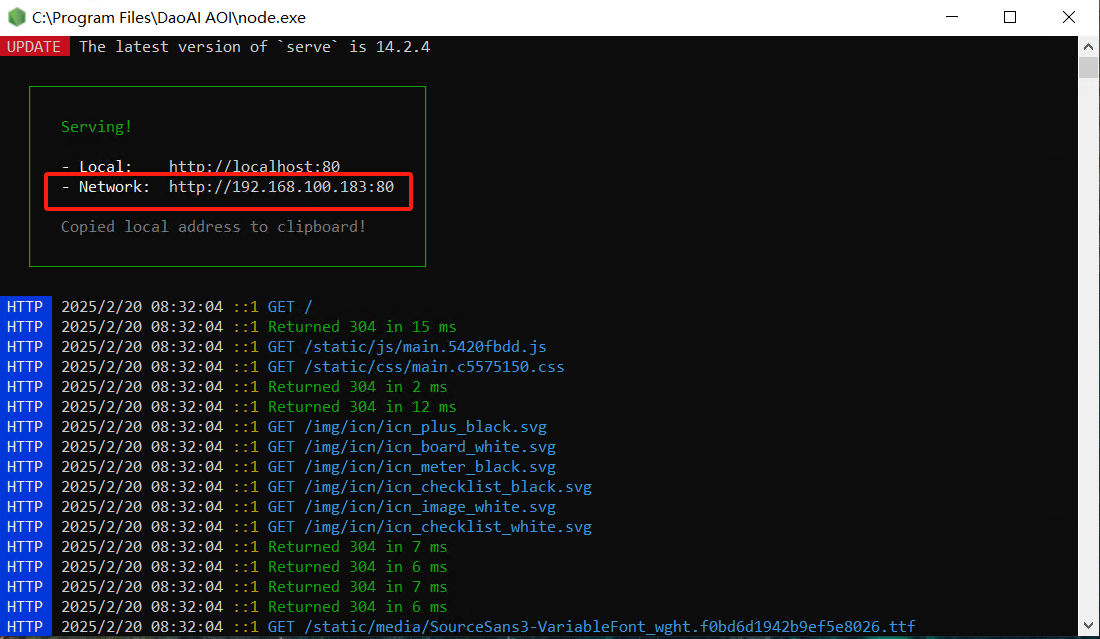 C:\Program Files\DaoAI AOI\node.exe
UPDATE The latest version of `serve` is 14.2.4
Serving!
- Local: http://localhost:80
- Network: http://192.168.100.183:80
Copied local address to clipboard!
HTTP 2025/2/20 08:32:04 ::1 GET /
HTTP 2025/2/20 08:32:04 ::1 Returned 304 in 15 ms
HTTP 2025/2/20 08:32:04 ::1 GET /static/js/main.5420fbdd.js
HTTP 2025/2/20 08:32:04 ::1 GET /static/css/main.c5575150.css
HTTP 2025/2/20 08:32:04 ::1 Returned 304 in 2 ms
HTTP 2025/2/20 08:32:04 ::1 Returned 304 in 12 ms
HTTP 2025/2/20 08:32:04 ::1 GET /img/icn/icn_plus_black.svg
HTTP 2025/2/20 08:32:04 ::1 GET /img/icn/icn_board_white.svg
HTTP 2025/2/20 08:32:04 ::1 GET /img/icn/icn_meter_black.svg
HTTP 2025/2/20 08:32:04 ::1 GET /img/icn/icn_checklist_black.svg
HTTP 2025/2/20 08:32:04 ::1 GET /img/icn/icn_image_white.svg
HTTP 2025/2/20 08:32:04 ::1 GET /img/icn/icn_checklist_white.svg
HTTP 2025/2/20 08:32:04 ::1 Returned 304 in 7 ms
HTTP 2025/2/20 08:32:04 ::1 Returned 304 in 6 ms
HTTP 2025/2/20 08:32:04 ::1 Returned 304 in 7 ms
HTTP 2025/2/20 08:32:04 ::1 Returned 304 in 6 ms
HTTP 2025/2/20 08:32:04 ::1 GET /static/media/SourceSans3-VariableFont_wght.f0bd6d1942b9ef5e8026.ttf